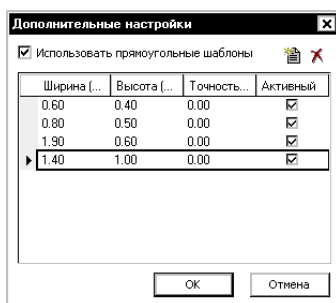 Дополнительные настройки
Использовать прямоугольные шаблоны
Ширина (... Высота (... Точность... Активный
0.60 0.40 0.00
0.80 0.50 0.00
1.90 0.60 0.00
1.40 1.00 0.00
OK Отмена